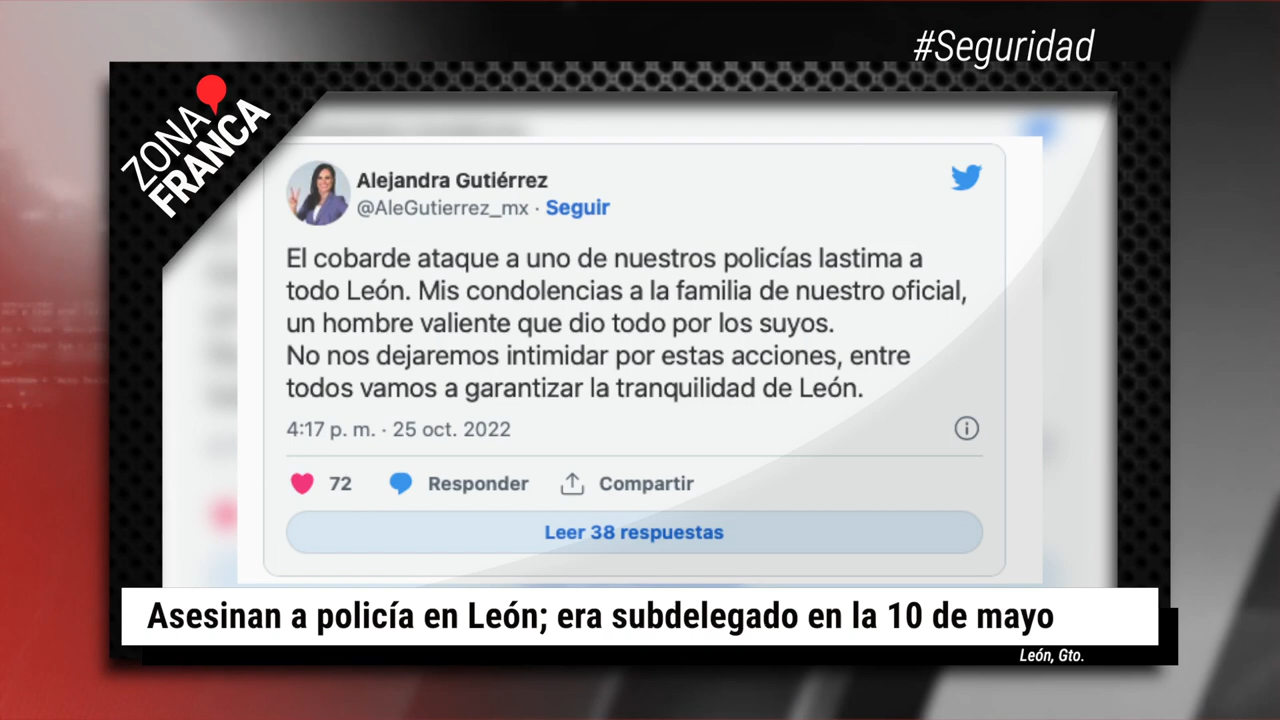 #Seguridad
ZONA
FRANCA
Alejandra Gutiérrez
@AleGutierrez_mx · Seguir
El cobarde ataque a uno de nuestros policías lastima a
todo León. Mis condolencias a la familia de nuestro oficial,
un hombre valiente que dio todo por los suyos.
No nos dejaremos intimidar por estas acciones, entre
todos vamos a garantizar la tranquilidad de León.
4:17 p. m. · 25 oct. 2022
72 Responder Compartir
Leer 38 respuestas
Asesinan a policía en León; era subdelegado en la 10 de mayo
León, Gto.